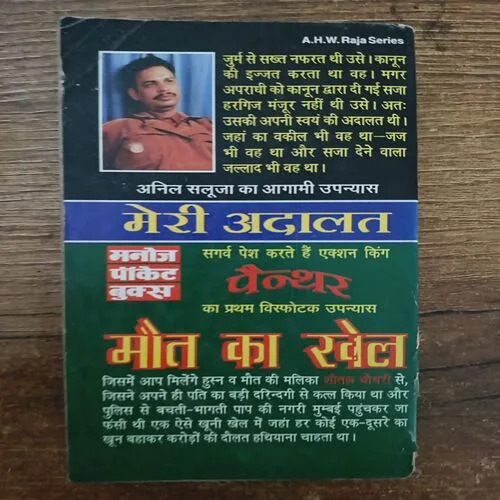 A.H.W. Raja Series
जुर्म से सख्त नफरत थी उसे। कानून
की इज्जत करता था वह। मगर
अपराधी को कानून द्वारा दी गई सजा
हरगिज मंजूर नहीं थी उसे। अतः
उसकी अपनी स्वयं की अदालत थी।
जहां का वकील भी वह था—जज
भी वह था और सजा देने वाला
जल्लाद भी वह था।
अनिल सलूजा का आगामी उपन्यास
मेरी अदालत
मनोज
पॉकेट
बुक्स
सगर्व पेश करते हैं एक्शन किंग
पैन्थर
का प्रथम विस्फोटक उपन्यास
मौत का खेल
जिसमें आप मिलेंगे हुस्न व मौत की मलिका शीतल चौधरी से,
जिसने अपने ही पति का बड़ी दरिन्दगी से कत्ल किया था और
पुलिस से बचती-भागती पाप की नगरी मुम्बई पहुंचकर जा
फंसी थी एक ऐसे खूनी खेल में जहां हर कोई एक-दूसरे का
खून बहाकर करोड़ों की दौलत हथियाना चाहता था।